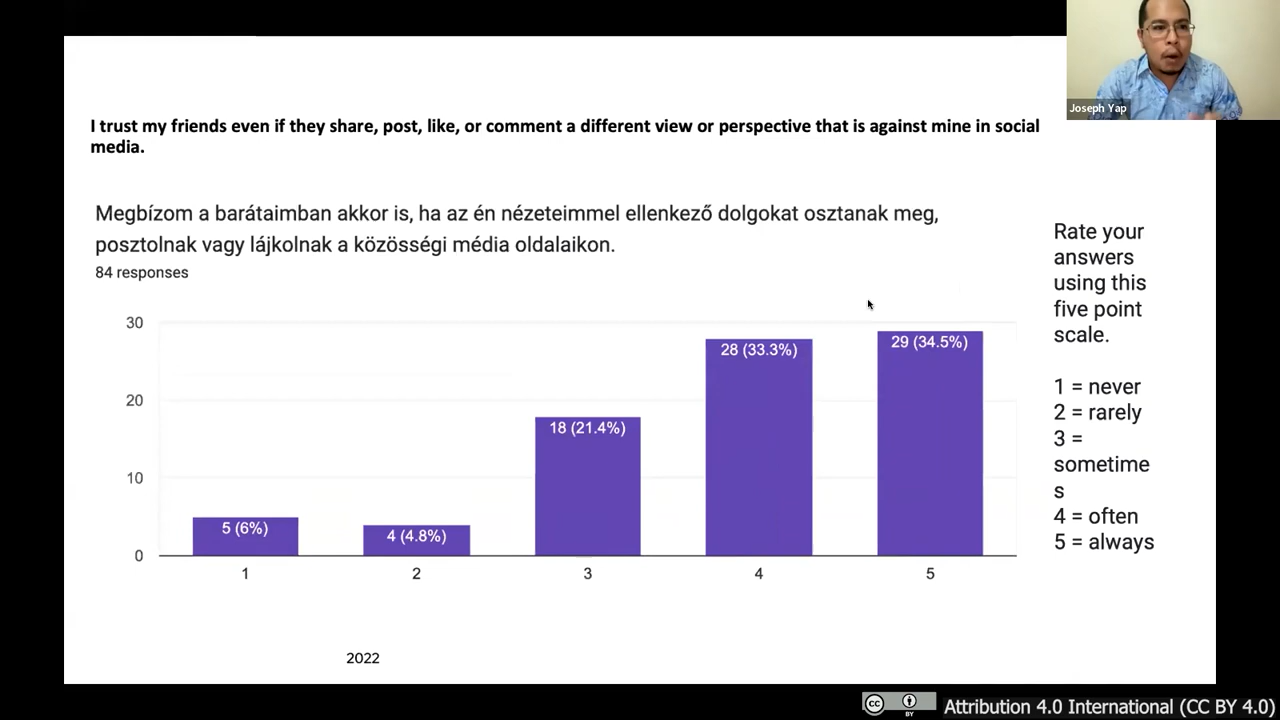 Joseph Yap
I trust my friends even if they share, post, like, or comment a different view or perspective that is against mine in social
media.
Megbízom a barátaimban akkor is, ha az én nézeteimmel ellenkező dolgokat osztanak meg,
posztolnak vagy lájkolnak a közösségi média oldalaikon.
84 responses
30
20
10
0
5 (6%)
4 (4.8%)
18 (21.4%)
28 (33.3%)
29 (34.5%)
1
2
3
4
5
Rate your
answers
using this
five point
scale.
1 = never
2 = rarely
3 =
sometime
s
4 = often
5 = always
2022
cc
BY
Attribution 4.0 International (CC BY 4.0)